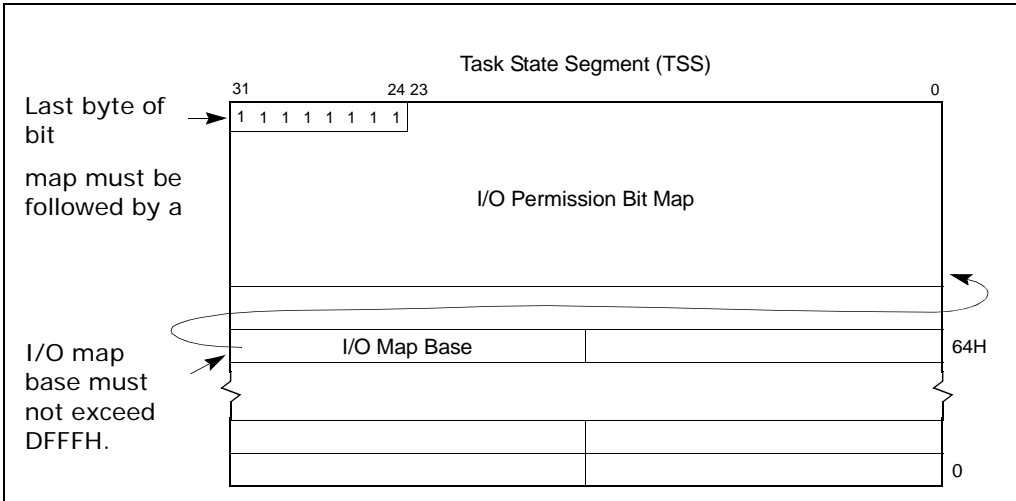 Task State Segment (TSS)
31 24 23 0
Last byte of
bit
map must be
followed by a
1 1 1 1 1 1 1 1
I/O Permission Bit Map
I/O map
base must
not exceed
DFFFH.
I/O Map Base
64H
0